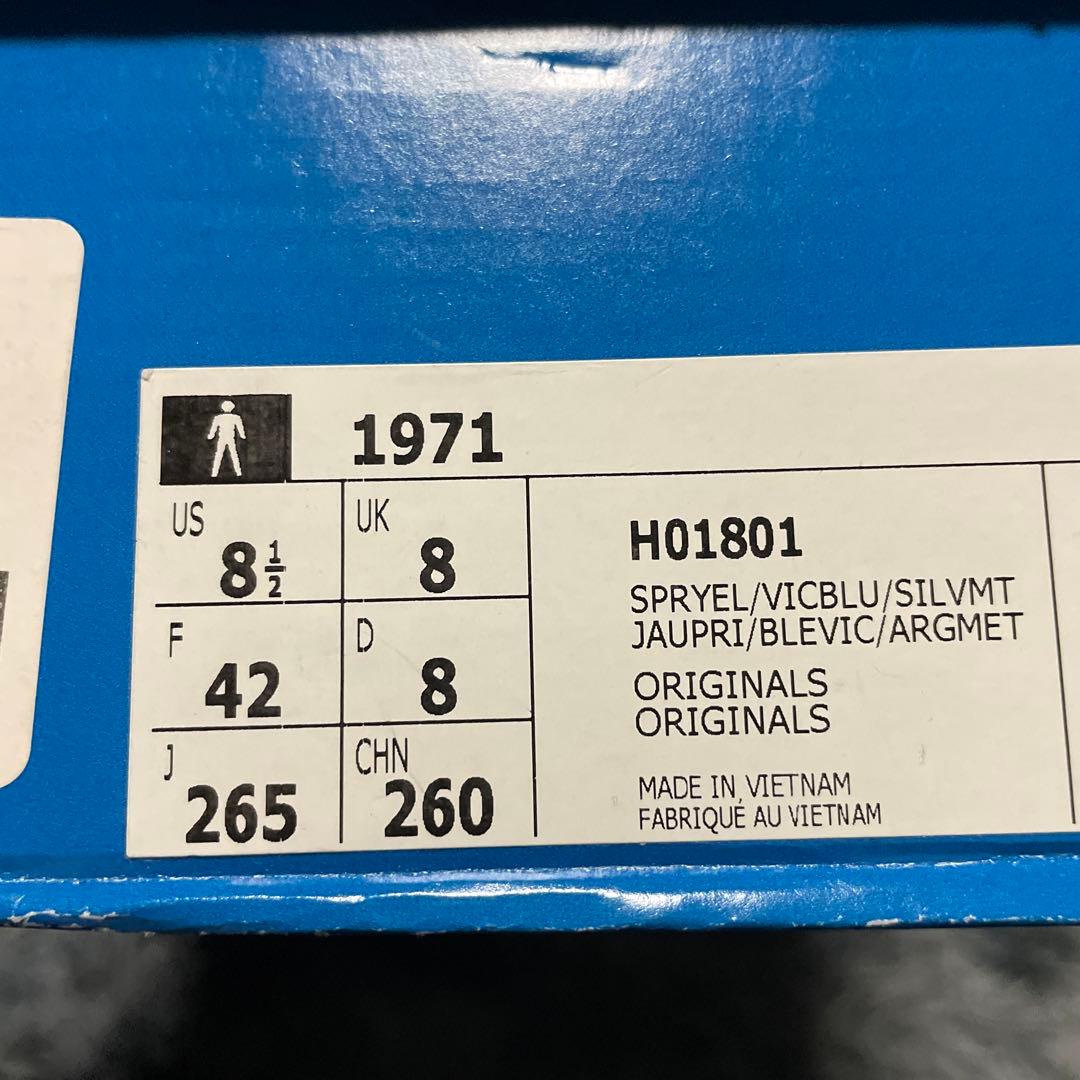 1971
US
8½
UK
8
F
42
D
8
J
265
CHN
260
H01801
SPRYEL/VICBLU/SILVMT
JAUPRI/BLEVIC/ARGMET
ORIGINALS
ORIGINALS
MADE IN VIETNAM
FABRIQUÉ AU VIETNAM